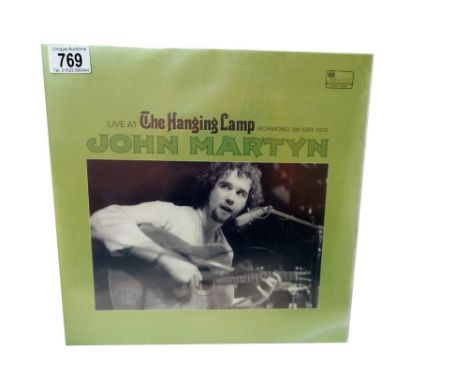 Unique Auctions
769
LIVE AT The Hanging Lamp RICHMOND, 8th MAY 1972
JOHN MARTYN